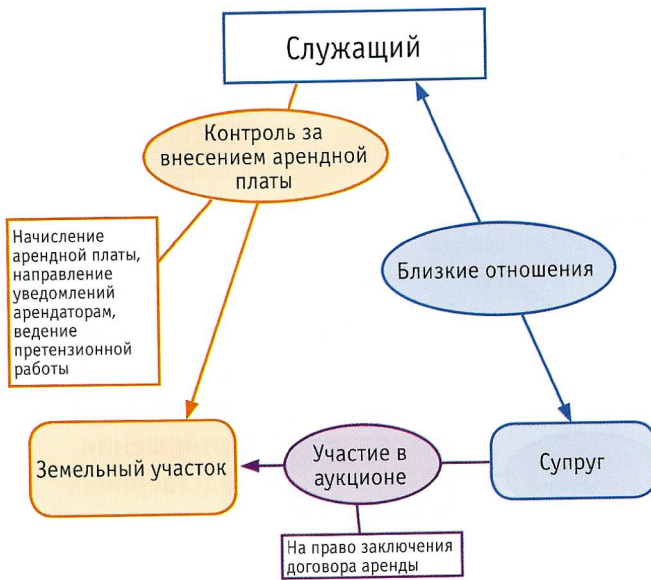 Служащий
Контроль за
внесением арендной
платы
Начисление
арендной платы,
направление
уведомлений
арендаторам,
ведение
претензионной
работы
Близкие отношения
Земельный участок
Участие в
аукционе
Супруг
На право заключения
договора аренды